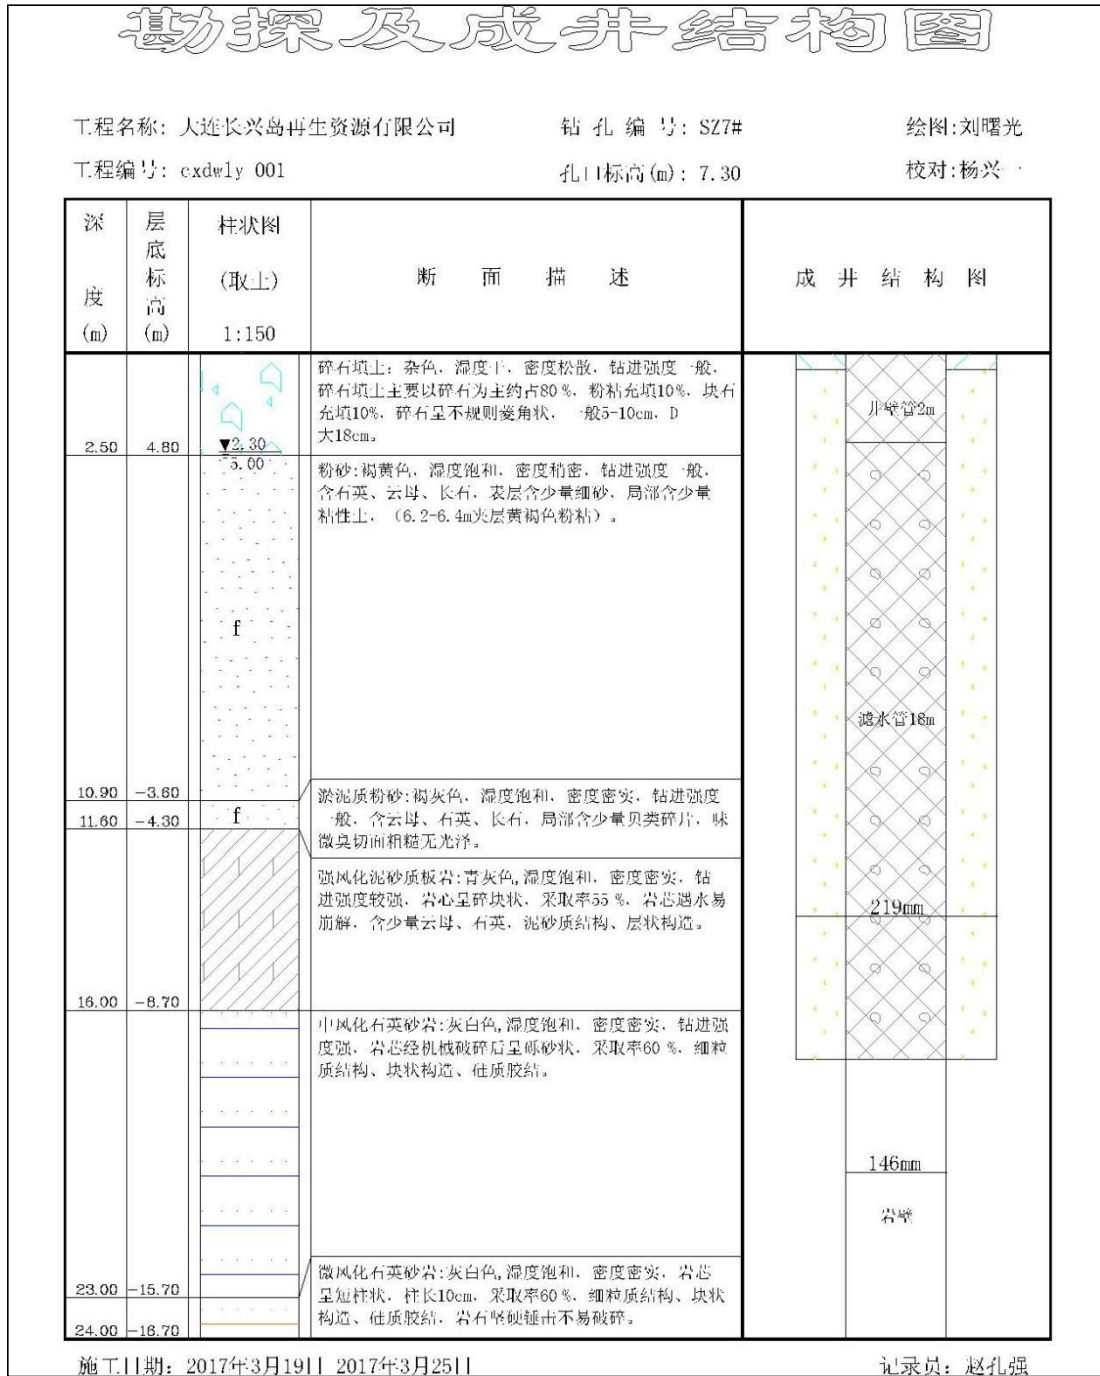 勘探及成井结构图
工程名称: 大连长兴岛再生资源有限公司 钻 孔 编 号: SZ7# 绘图:刘曙光
工程编号: cxdwly 001 孔口标高(m): 7.30 校对:杨兴
深度(m) 层底标高(m) 柱状图(取土)1:150 断 面 描 述 成 井 结 构 图
碎石填土: 杂色, 湿度干, 密度松散, 钻进强度一般,
碎石填土主要以碎石为主约占80%, 粉粘充填10%, 块石
充填10%, 碎石呈不规则菱角状, 一般5-10cm, D
大18cm。
井壁管2m
2.50 4.80 ▼2.30
5.00
粉砂:褐黄色, 湿度饱和, 密度稍密, 钻进强度一般,
含石英、云母、长石, 表层含少量细砂, 局部含少量
粘性土, (6.2-6.4m夹层黄褐色粉粘)。
f
滤水管18m
10.90 -3.60
淤泥质粉砂:褐灰色, 湿度饱和, 密度密实, 钻进强度
一般, 含云母、石英、长石, 局部含少量贝类碎片, 味
微臭切面粗糙无光泽。
11.60 -4.30 f
强风化泥砂质板岩:青灰色,湿度饱和, 密度密实, 钻
进强度较强, 岩心呈碎块状, 采取率55 %, 岩芯遇水易
崩解, 含少量云母、石英, 泥砂质结构、层状构造。
219mm
16.00 -8.70
中风化石英砂岩:灰白色,湿度饱和, 密度密实, 钻进强
度强, 岩芯经机械破碎后呈砾砂状, 采取率60 %, 细粒
质结构、块状构造、硅质胶结。
146mm
岩壁
微风化石英砂岩:灰白色,湿度饱和, 密度密实, 岩芯
呈短柱状, 柱长10cm, 采取率60 %, 细粒质结构、块状
构造、硅质胶结, 岩石坚硬锤击不易破碎。
23.00 -15.70
24.00 -16.70
施工日期: 2017年3月19日 2017年3月25日 记录员: 赵孔强